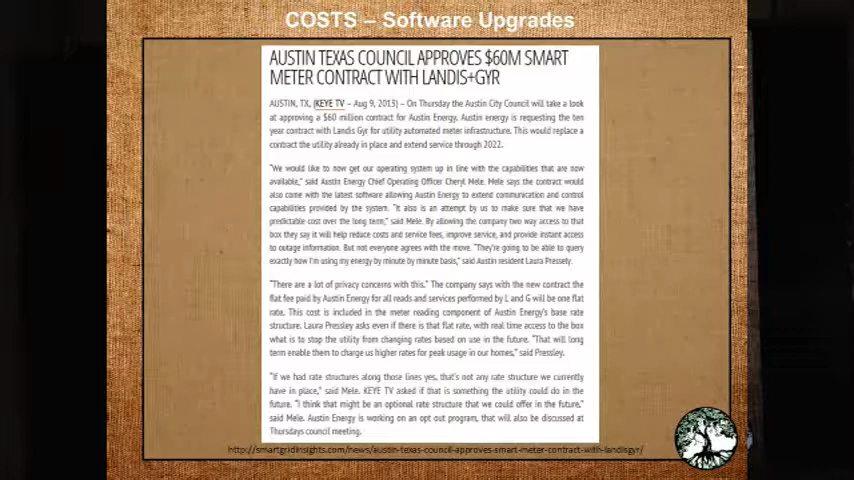 COSTS – Software Upgrades
AUSTIN TEXAS COUNCIL APPROVES $60M SMART
METER CONTRACT WITH LANDIS+GYR
AUSTIN, TX, (KEYE TV – Aug 9, 2013) – On Thursday the Austin City Council will take a look
at approving a $60 million contract for Austin Energy. Austin energy is requesting the ten
year contract with Landis Gyr for utility automated meter infrastructure. This would replace a
contract the utility already in place and extend service through 2022.
"We would like to now get our operating system up in line with the capabilities that are now
available," said Austin Energy Chief Operating Officer Cheryl Mele. Mele says the contract would
also come with the latest software allowing Austin Energy to extend communication and control
capabilities provided by the system. "It also is an attempt by us to make sure that we have
predictable cost over the long term," said Mele. By allowing the company two way access to that
box they say it will help reduce costs and service fees, improve service, and provide instant access
to outage information. But not everyone agrees with the move. "They're going to be able to query
exactly how I'm using my energy by minute by minute basis," said Austin resident Laura Pressety.
"There are a lot of privacy concerns with this." The company says with the new contract the
flat fee paid by Austin Energy for all reads and services performed by L and G will be one flat
rate. This cost is included in the meter reading component of Austin Energy's base rate
structure. Laura Pressley asks even if there is that flat rate, with real time access to the box
what is to stop the utility from changing rates based on use in the future. "That will long
term enable them to charge us higher rates for peak usage in our homes," said Pressley.
"If we had rate structures along those lines yes, that's not any rate structure we currently
have in place," said Mele. KEYE TV asked if that is something the utility could do in the
future. "I think that might be an optional rate structure that we could offer in the future,"
said Mele. Austin Energy is working on an opt out program, that will also be discussed at
Thursdays council meeting.
http://smartgridinsights.com/news/austin-texas-council-approves-smart-meter-contract-with-landisgyr/